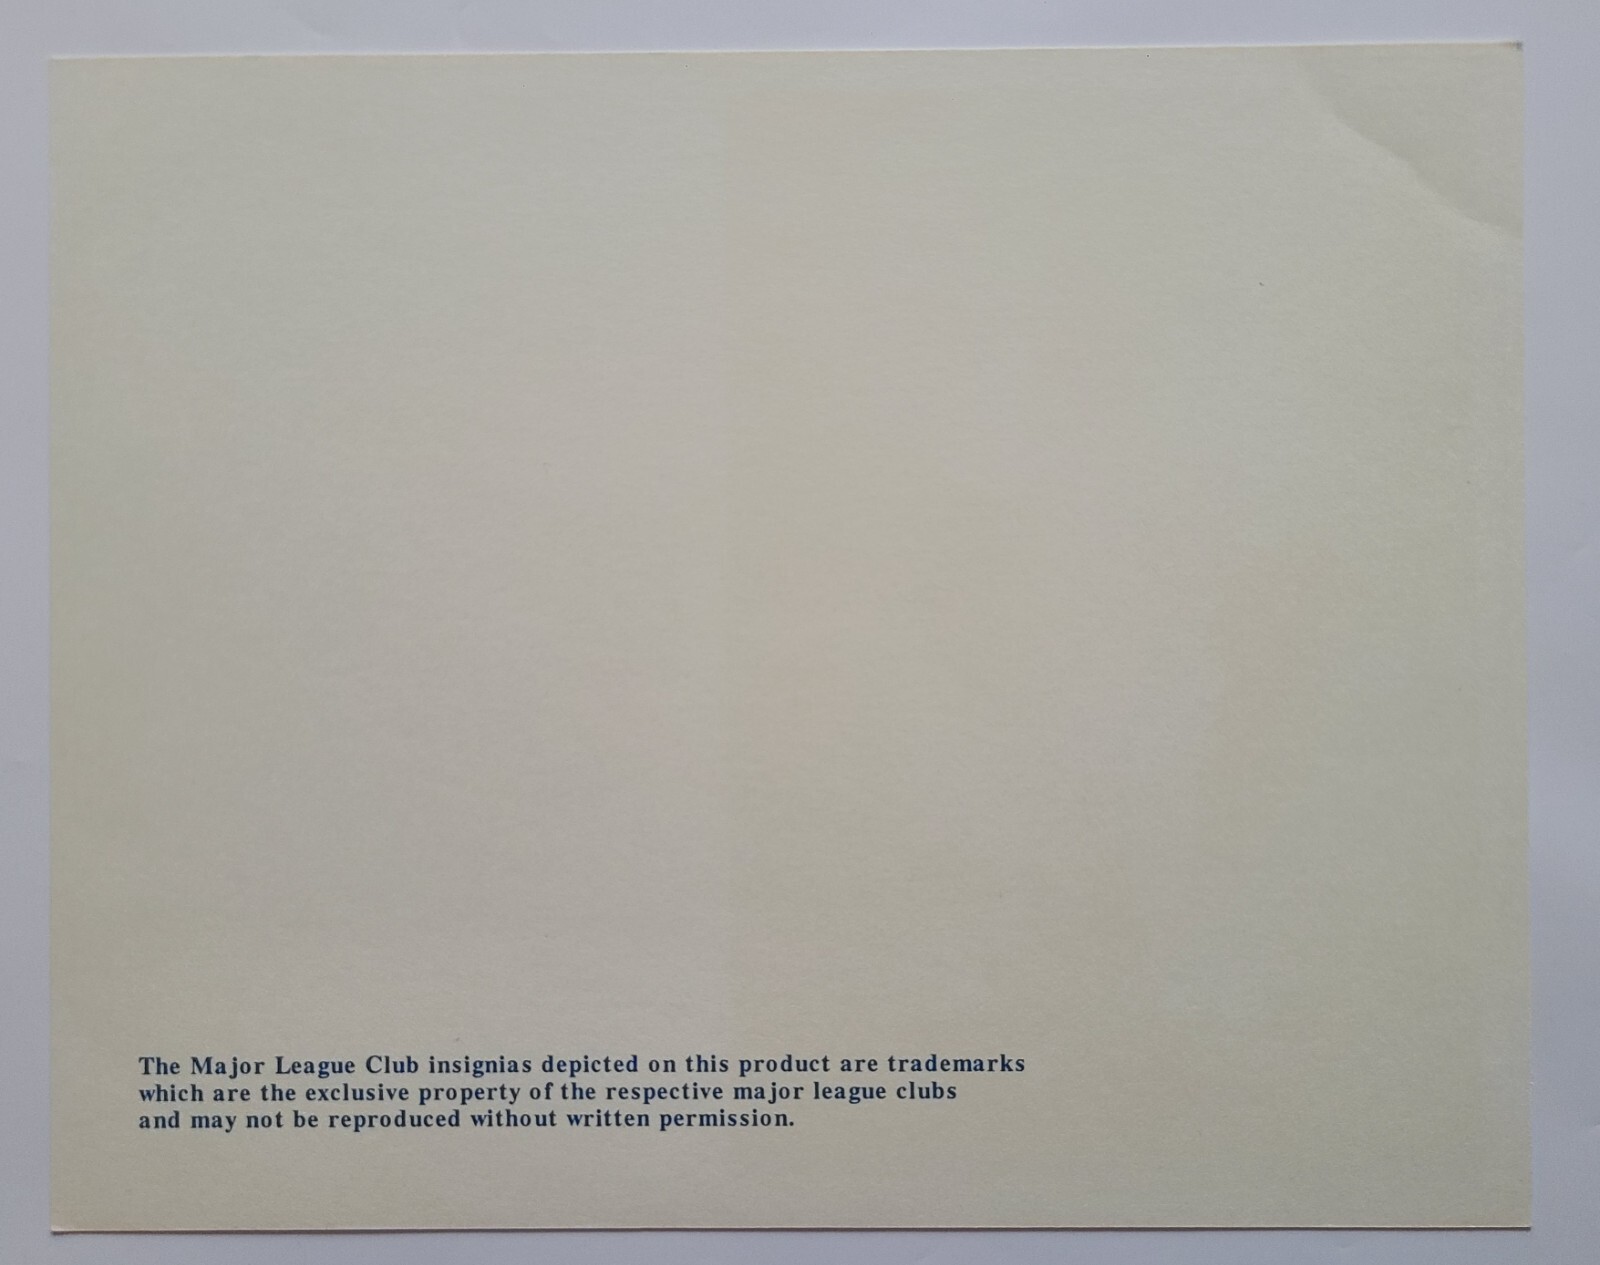 The Major League Club insignias depicted on this product are trademarks
which are the exclusive property of the respective major league clubs
and may not be reproduced without written permission.